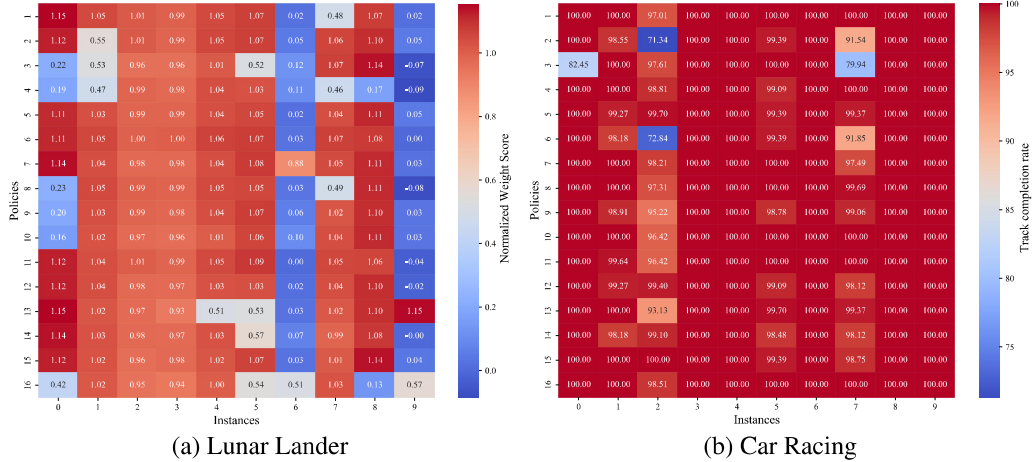 1 1.15 1.05 1.01 0.99 1.05 1.06 0.02 0.48 1.07 0.02
2 1.12 0.55 1.01 0.99 1.05 1.07 0.05 1.06 1.10 0.05
3 0.22 0.53 0.96 0.96 1.01 0.52 0.12 1.07 1.14 -0.07
4 0.19 0.47 0.99 0.98 1.04 1.03 0.11 0.46 0.17 -0.09
5 1.11 1.03 0.99 0.99 1.04 1.05 0.02 1.04 1.11 0.05
6 1.11 1.05 1.00 1.00 1.06 1.06 0.03 1.07 1.08 0.00
7 1.14 1.04 0.98 0.98 1.04 1.08 0.88 1.05 1.11 0.03
8 0.23 1.05 0.99 0.99 1.05 1.05 0.03 0.49 1.11 -0.08
9 0.20 1.03 0.99 0.98 1.04 1.07 0.06 1.02 1.10 0.03
10 0.16 1.02 0.97 0.96 1.01 1.06 0.10 1.04 1.11 0.03
11 1.12 1.04 1.01 0.99 1.05 1.09 0.00 1.05 1.06 -0.04
12 1.12 1.04 0.98 0.97 1.04 1.05 0.02 1.04 1.10 -0.02
13 1.15 1.02 0.97 0.93 0.51 0.53 0.03 1.02 1.11 1.15
14 1.14 1.03 0.98 0.97 1.03 0.57 0.07 0.99 1.08 -0.00
15 1.12 1.02 0.96 0.98 1.02 1.07 0.03 1.01 1.14 0.04
16 0.42 1.02 0.95 0.94 1.00 0.54 0.51 1.03 0.13 0.57
0 1 2 3 4 5 6 7 8 9
Policies
Instances
1.0
0.8
0.6
0.4
0.2
0.0
Normalized Weight Score
(a) Lunar Lander
1 100.00 100.00 97.01 100.00 100.00 100.00 100.00 100.00 100.00 100.00
2 100.00 98.55 71.34 100.00 100.00 99.39 100.00 91.54 100.00 100.00
3 82.45 100.00 97.61 100.00 100.00 100.00 100.00 79.94 100.00 100.00
4 100.00 100.00 98.81 100.00 100.00 99.09 100.00 100.00 100.00 100.00
5 100.00 99.27 97.70 100.00 100.00 99.39 100.00 99.37 100.00 100.00
6 100.00 98.18 72.84 100.00 100.00 99.39 100.00 91.85 100.00 100.00
7 100.00 100.00 98.21 100.00 100.00 100.00 100.00 97.49 100.00 100.00
8 100.00 100.00 97.31 100.00 100.00 100.00 100.00 99.69 100.00 100.00
9 100.00 98.91 95.22 100.00 100.00 98.78 100.00 99.06 100.00 100.00
10 100.00 100.00 96.42 100.00 100.00 100.00 100.00 100.00 100.00 100.00
11 100.00 99.64 96.42 100.00 100.00 100.00 100.00 100.00 100.00 100.00
12 100.00 99.27 99.40 100.00 100.00 99.09 100.00 98.12 100.00 100.00
13 100.00 100.00 93.13 100.00 100.00 99.70 100.00 99.37 100.00 100.00
14 100.00 98.18 99.10 100.00 100.00 98.48 100.00 98.12 100.00 100.00
15 100.00 100.00 100.00 100.00 100.00 99.39 100.00 98.75 100.00 100.00
16 100.00 100.00 98.51 100.00 100.00 100.00 100.00 100.00 100.00 100.00
0 1 2 3 4 5 6 7 8 9
Policies
Instances
100
95
90
85
80
75
Track completion rate
(b) Car Racing